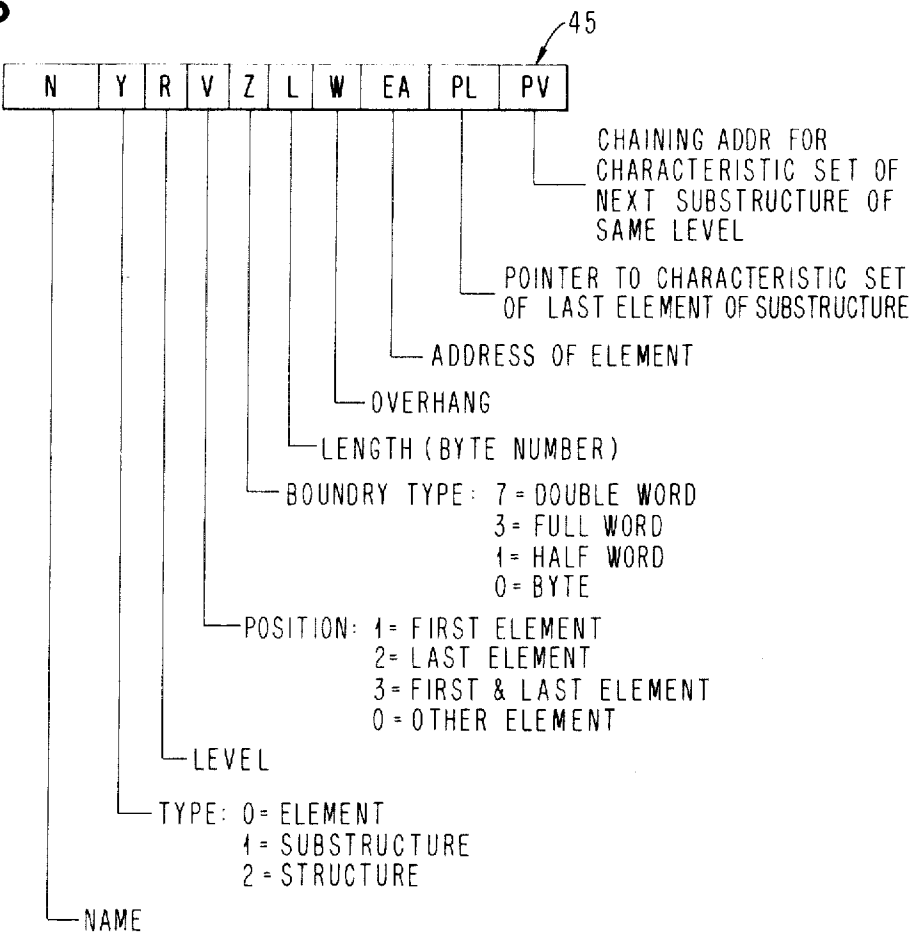 45
N Y R V Z L W EA PL PV
CHAINING ADDR FOR
CHARACTERISTIC SET OF
NEXT SUBSTRUCTURE OF
SAME LEVEL
POINTER TO CHARACTERISTIC SET
OF LAST ELEMENT OF SUBSTRUCTURE
ADDRESS OF ELEMENT
OVERHANG
LENGTH (BYTE NUMBER)
BOUNDRY TYPE: 7= DOUBLE WORD
3= FULL WORD
1= HALF WORD
0= BYTE
POSITION: 1= FIRST ELEMENT
2= LAST ELEMENT
3= FIRST & LAST ELEMENT
0= OTHER ELEMENT
LEVEL
TYPE: 0= ELEMENT
1= SUBSTRUCTURE
2= STRUCTURE
NAME